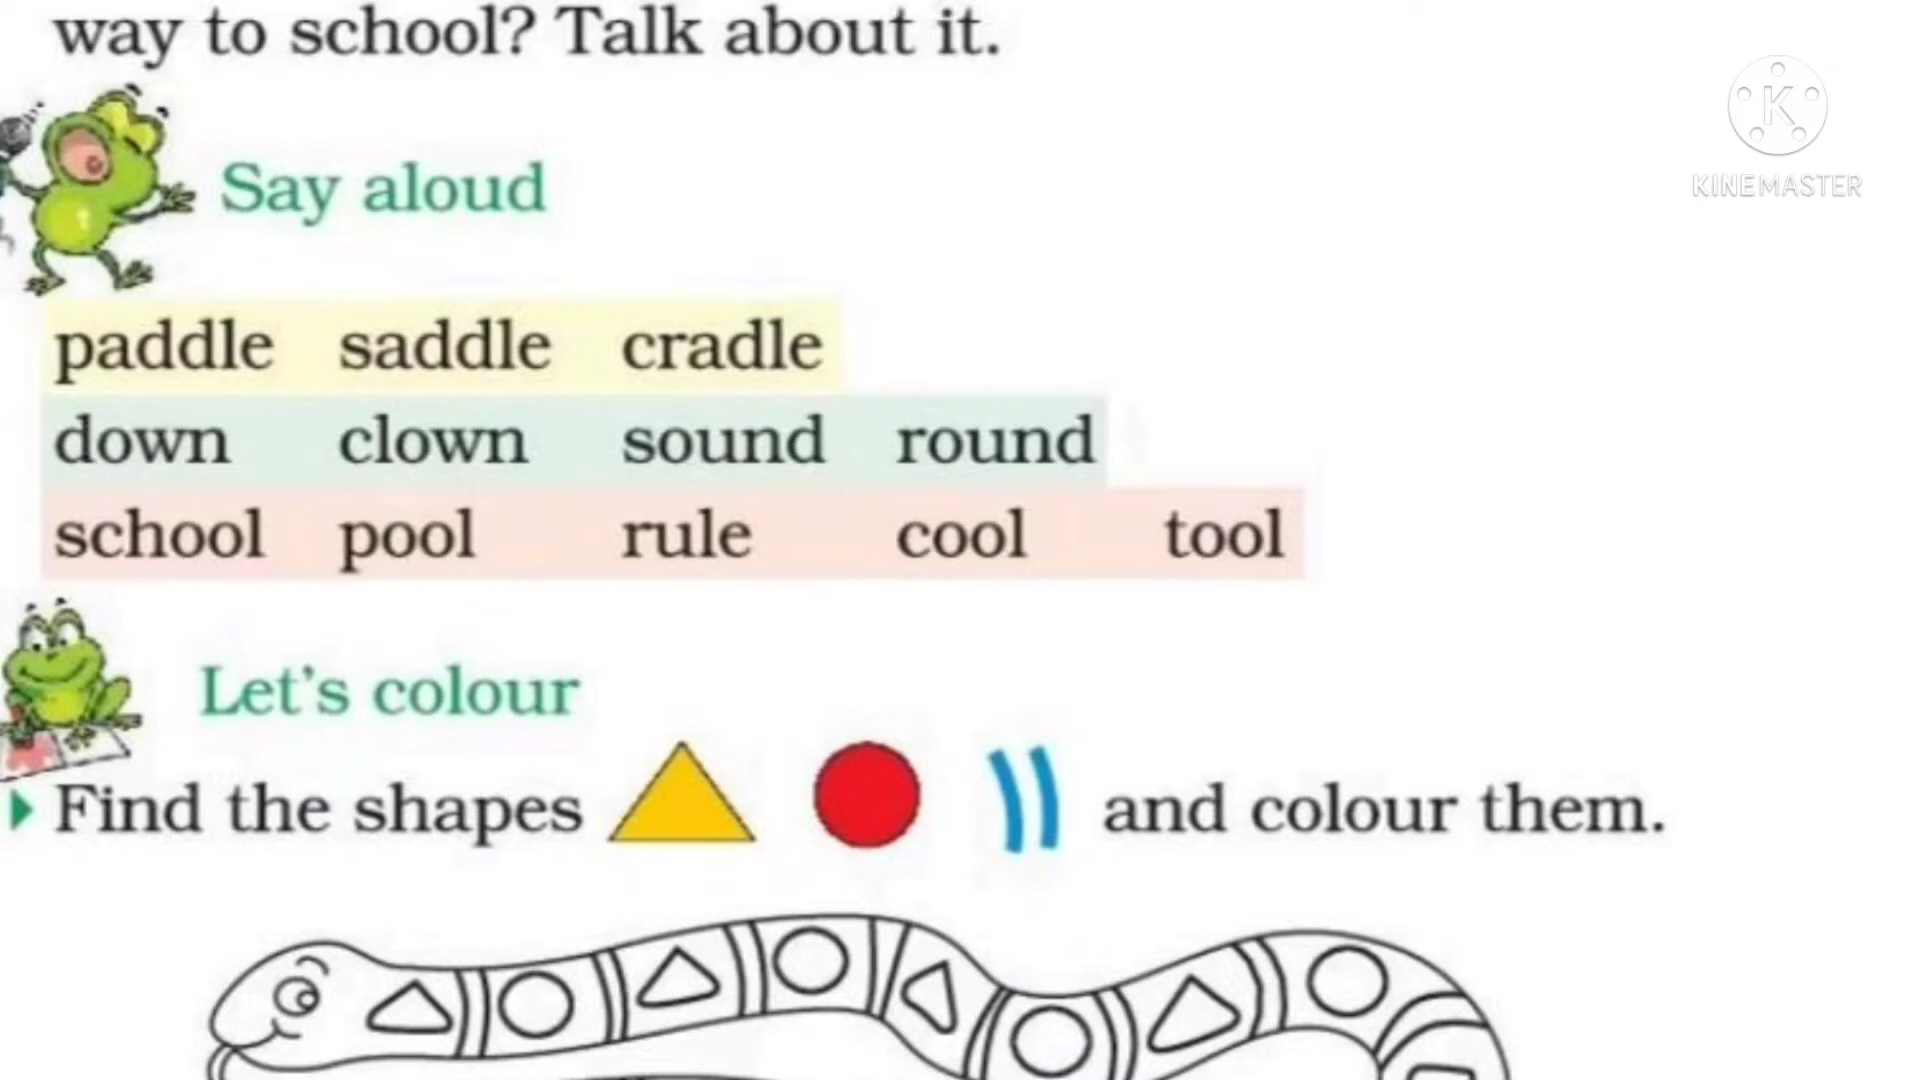 way to school? Talk about it.
K
KINEMASTER
Say aloud
paddle saddle cradle
down clown sound round
school pool rule cool tool
Let's colour
Find the shapes and colour them.